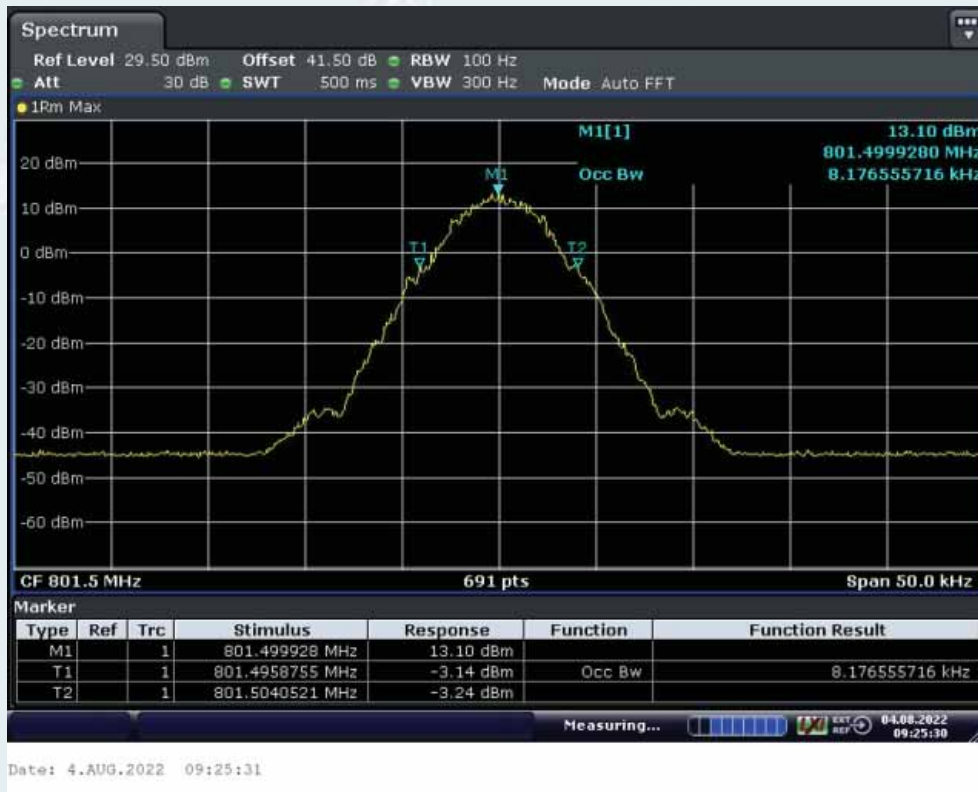 Spectrum
Ref Level 29.50 dBm Offset 41.50 dB RBW 100 Hz
Att 30 dB SWT 500 ms VBW 300 Hz Mode Auto FFT
1Rm Max
M1[1] 13.10 dBm
801.4999280 MHz
20 dBm
M1
Occ Bw 8.176555716 kHz
10 dBm
T1 T2
0 dBm
-10 dBm
-20 dBm
-30 dBm
-40 dBm
-50 dBm
-60 dBm
CF 801.5 MHz 691 pts Span 50.0 kHz
Marker
Type Ref Trc Stimulus Response Function Function Result
M1 1 801.499928 MHz 13.10 dBm
T1 1 801.4958755 MHz -3.14 dBm Occ Bw 8.176555716 kHz
T2 1 801.5040521 MHz -3.24 dBm
Measuring... LXI EXT REF 04.08.2022
09:25:30
Date: 4.AUG.2022 09:25:31